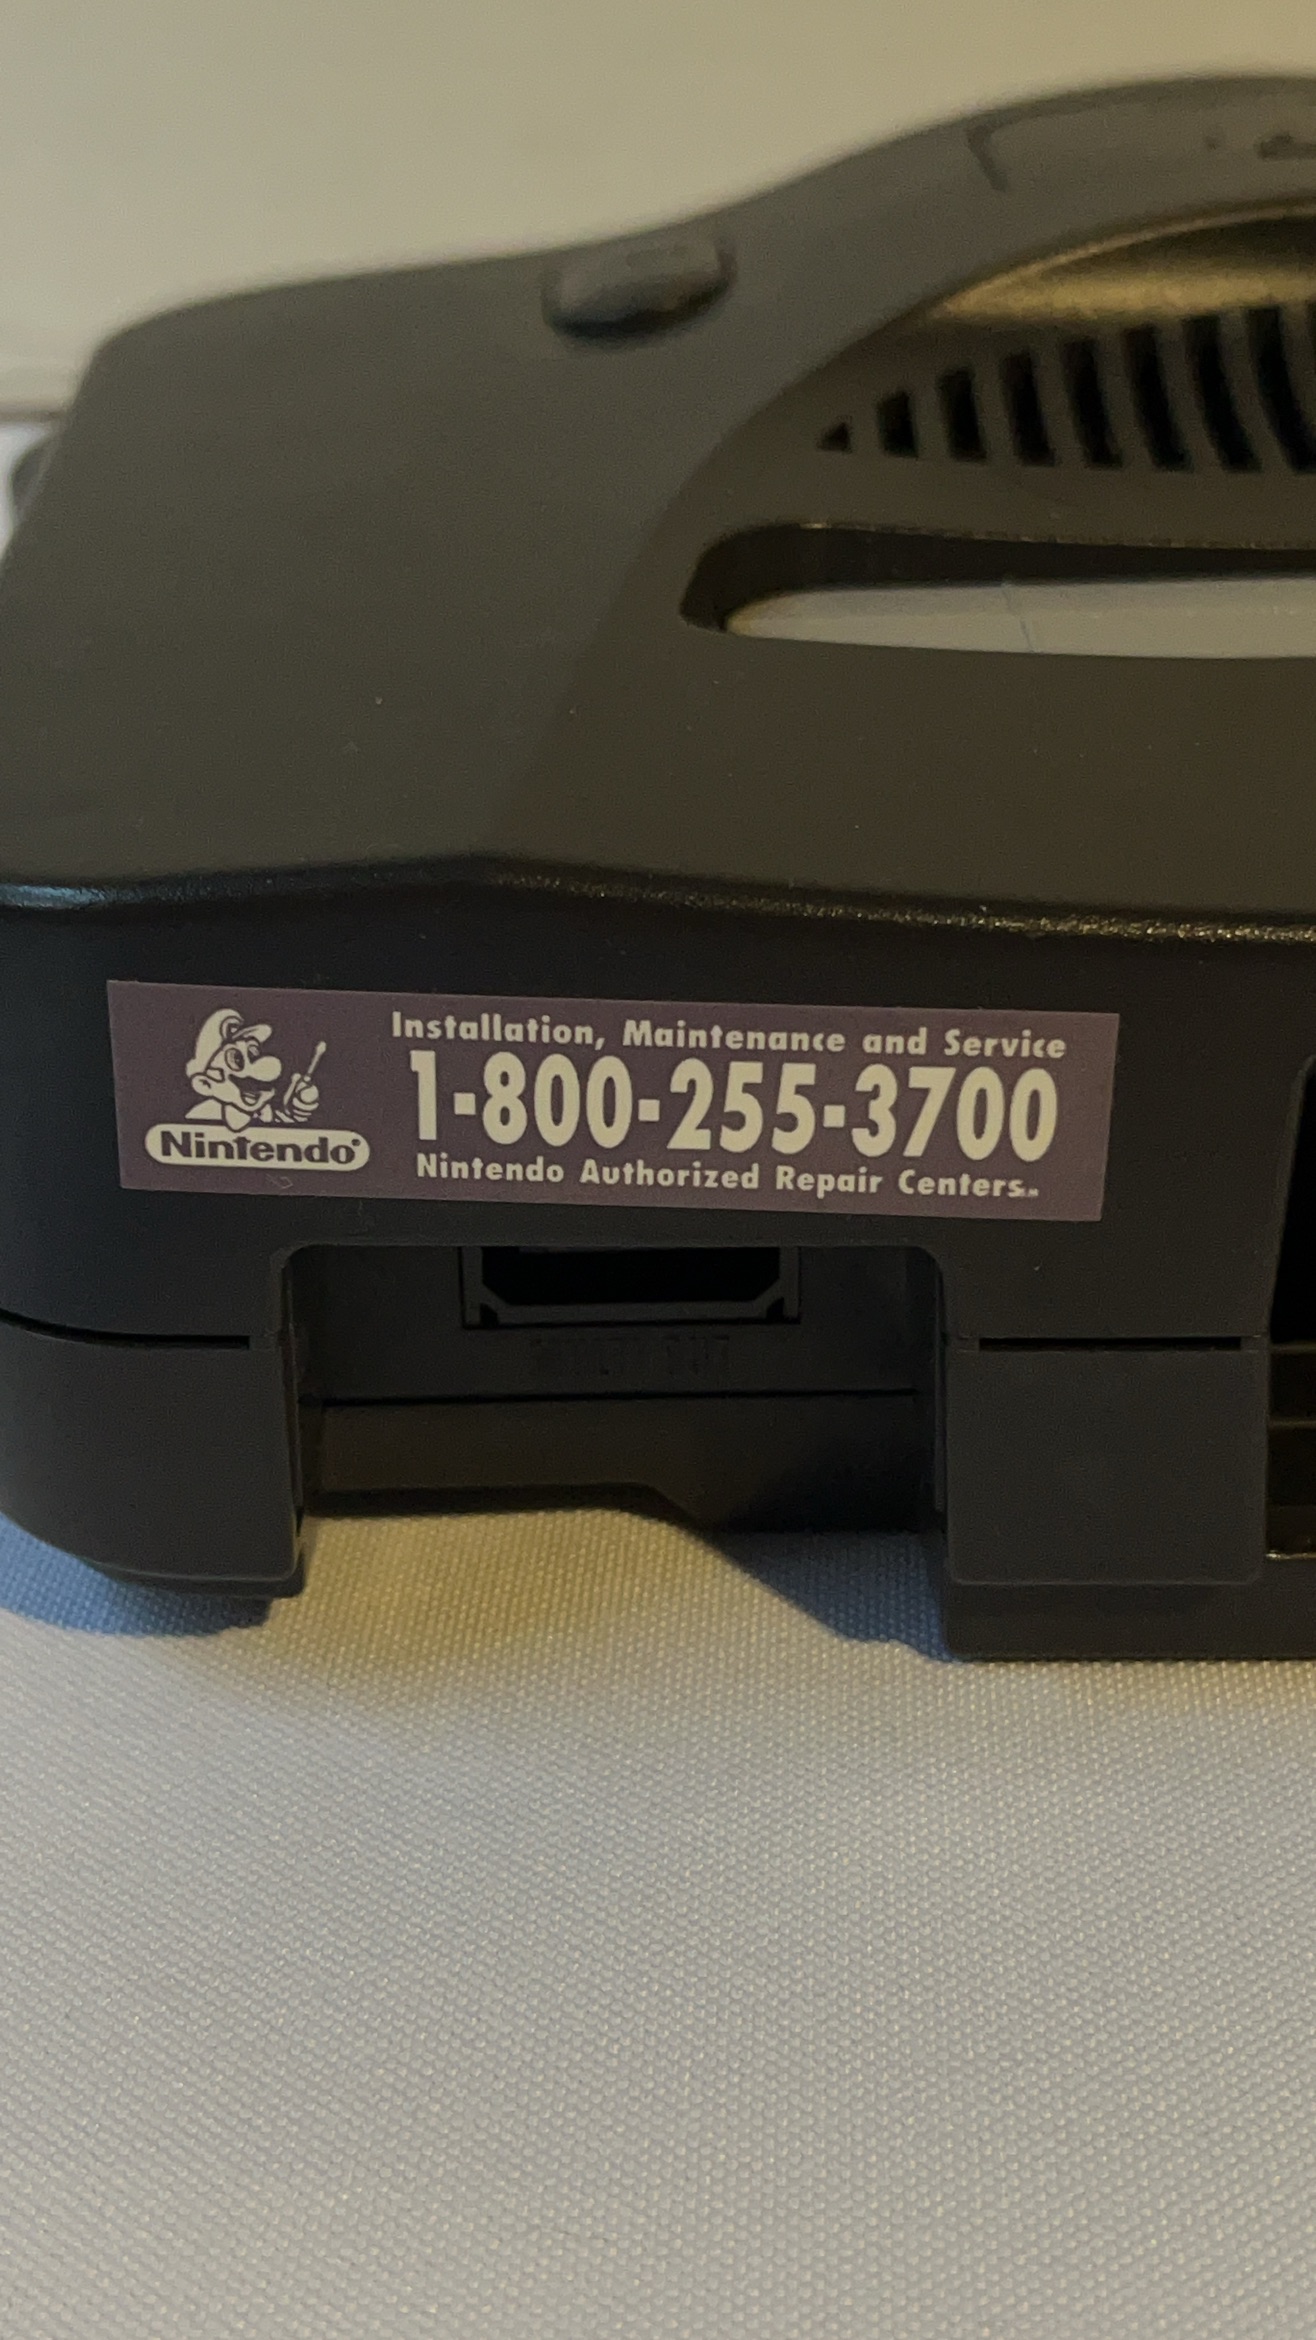 Installation, Maintenance and Service
1-800-255-3700
Nintendo Authorized Repair Centers
Nintendo®